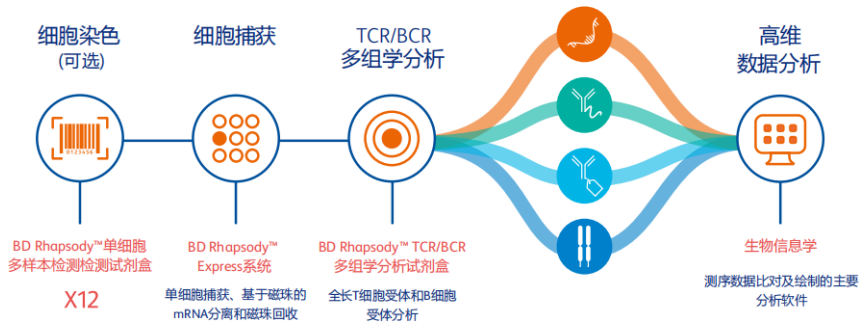 细胞染色
(可选)
细胞捕获
TCR/BCR
多组学分析
高维
数据分析
0123456
BD Rhapsody™单细胞
多样本检测检测试剂盒
X12
BD Rhapsody™
Express系统
单细胞捕获、基于磁珠的
mRNA分离和磁珠回收
BD Rhapsody™ TCR/BCR
多组学分析试剂盒
全长T细胞受体和B细胞
受体分析
生物信息学
测序数据比对及绘制的主要
分析软件